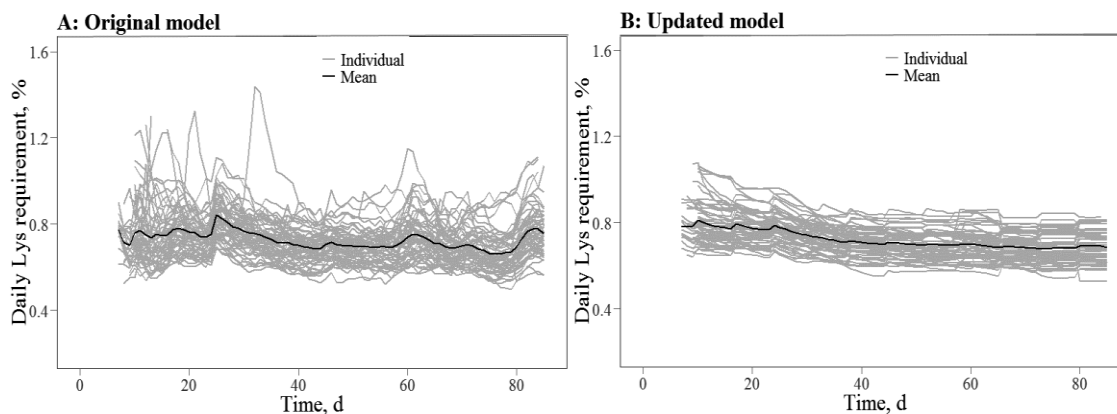 A: Original model
Daily Lys requirement, %
1.6
1.2
0.8
0.4
Individual
Mean
0
20
40
60
80
Time, d
B: Updated model
Daily Lys requirement, %
1.6
1.2
0.8
0.4
Individual
Mean
0
20
40
60
80
Time, d